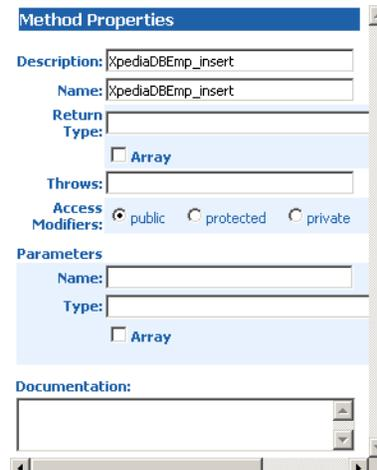 Method Properties
Description: XpediaDBEmp_insert
Name: XpediaDBEmp_insert
Return
Type:
Array
Throws:
Access
Modifiers: public protected private
Parameters
Name:
Type:
Array
Documentation: